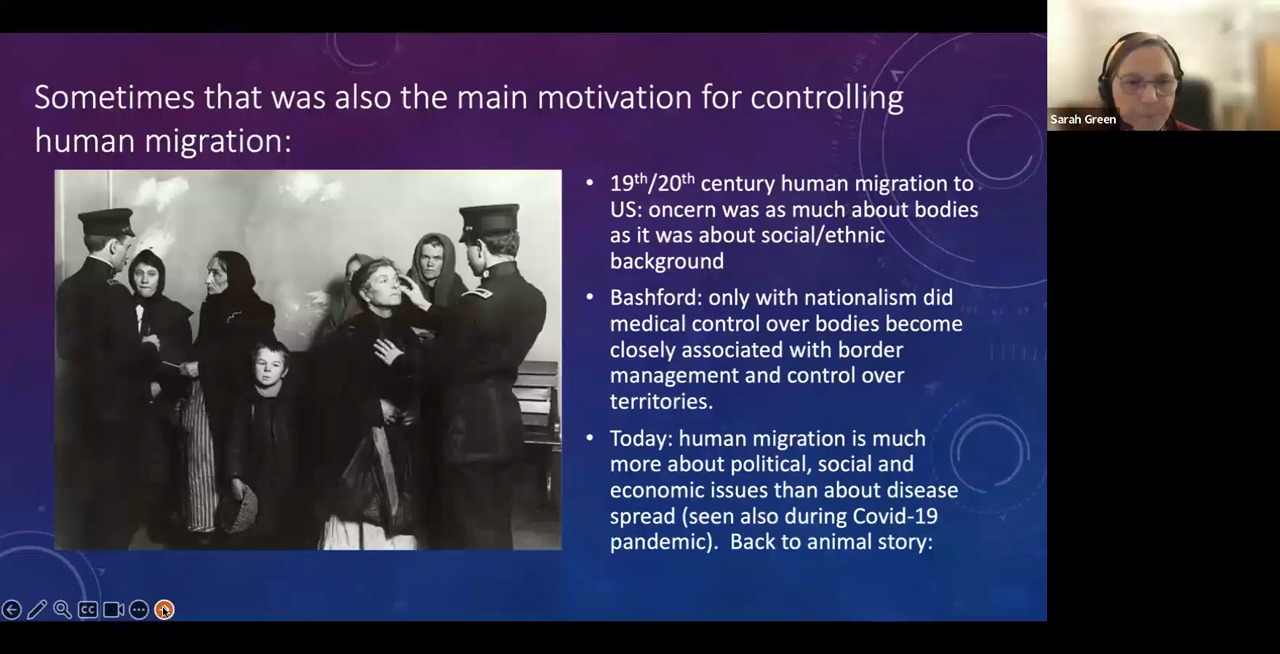 Sometimes that was also the main motivation for controlling
human migration:
• 19th/20th century human migration to
US: oncern was as much about bodies
as it was about social/ethnic
background
• Bashford: only with nationalism did
medical control over bodies become
closely associated with border
management and control over
territories.
• Today: human migration is much
more about political, social and
economic issues than about disease
spread (seen also during Covid-19
pandemic).  Back to animal story:
CC
Sarah Green